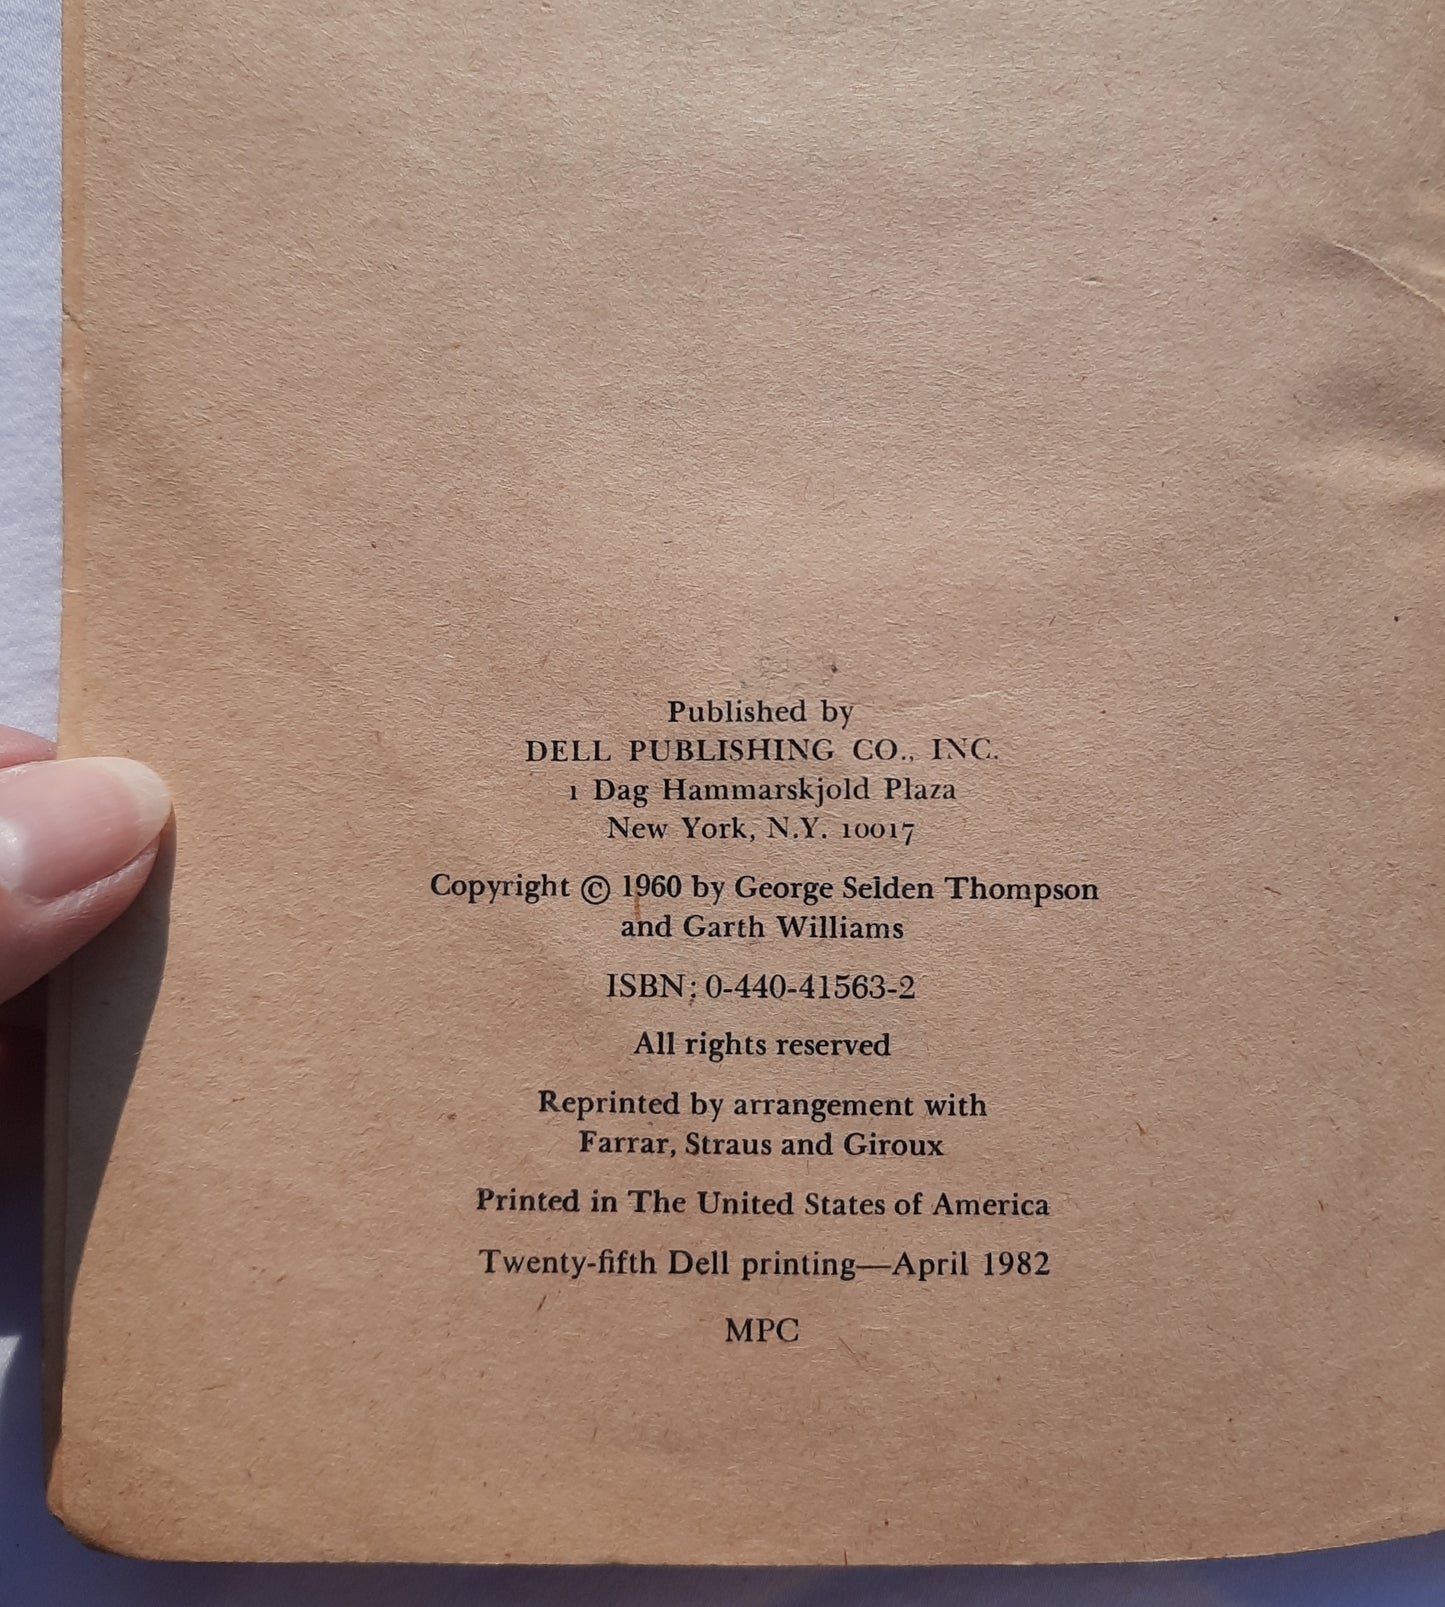 Published by
DELL PUBLISHING CO., INC.
1 Dag Hammarskjold Plaza
New York, N.Y. 10017
Copyright © 1960 by George Selden Thompson
and Garth Williams
ISBN: 0-440-41563-2
All rights reserved
Reprinted by arrangement with
Farrar, Straus and Giroux
Printed in The United States of America
Twenty-fifth Dell printing—April 1982
MPC